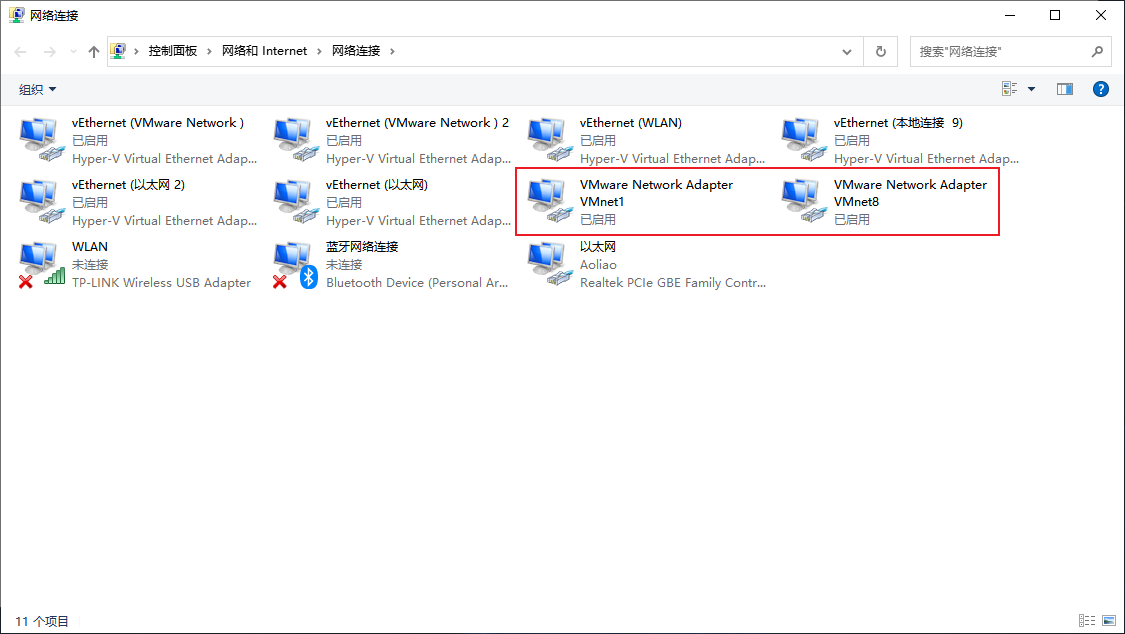 网络连接
控制面板 网络和 Internet 网络连接
搜索"网络连接"
组织
vEthernet (VMware Network )
已启用
Hyper-V Virtual Ethernet Adap...
vEthernet (VMware Network ) 2
已启用
Hyper-V Virtual Ethernet Adap...
vEthernet (WLAN)
已启用
Hyper-V Virtual Ethernet Adap...
vEthernet (本地连接 9)
已启用
Hyper-V Virtual Ethernet Adap...
vEthernet (以太网 2)
已启用
Hyper-V Virtual Ethernet Adap...
vEthernet (以太网)
已启用
Hyper-V Virtual Ethernet Adap...
VMware Network Adapter
VMnet1
已启用
VMware Network Adapter
VMnet8
已启用
WLAN
未连接
TP-LINK Wireless USB Adapter
蓝牙网络连接
未连接
Bluetooth Device (Personal Ar...
以太网
Aoliao
Realtek PCIe GBE Family Contr...
11 个项目